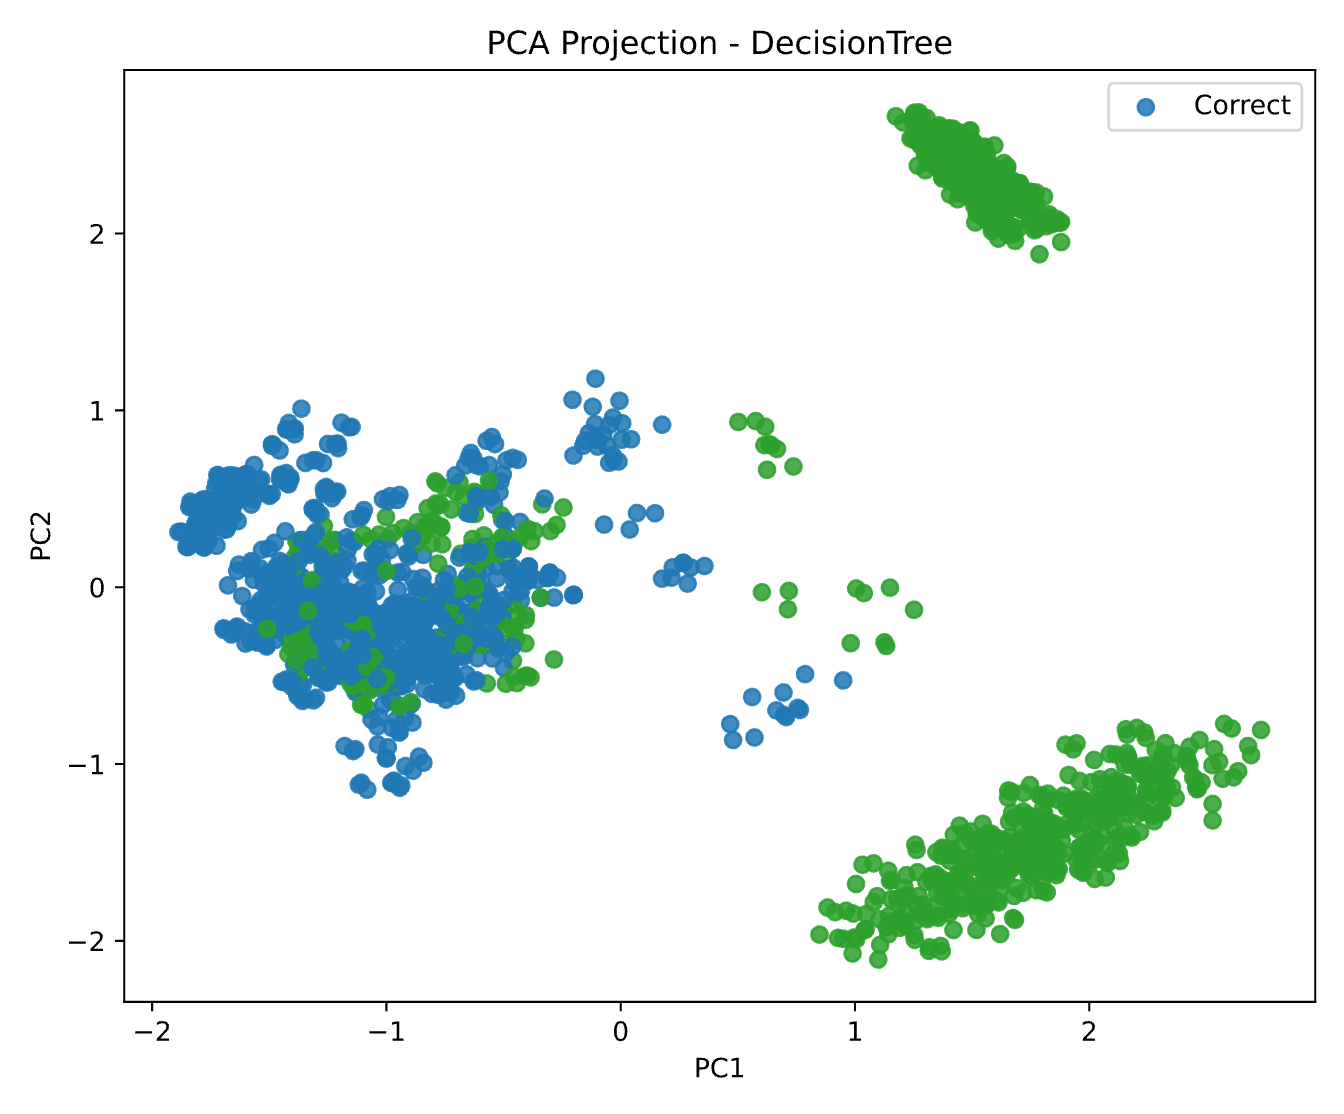 PCA Projection - DecisionTree
Correct
2
1
0
−1
−2
PC2
−2
−1
0
1
2
PC1